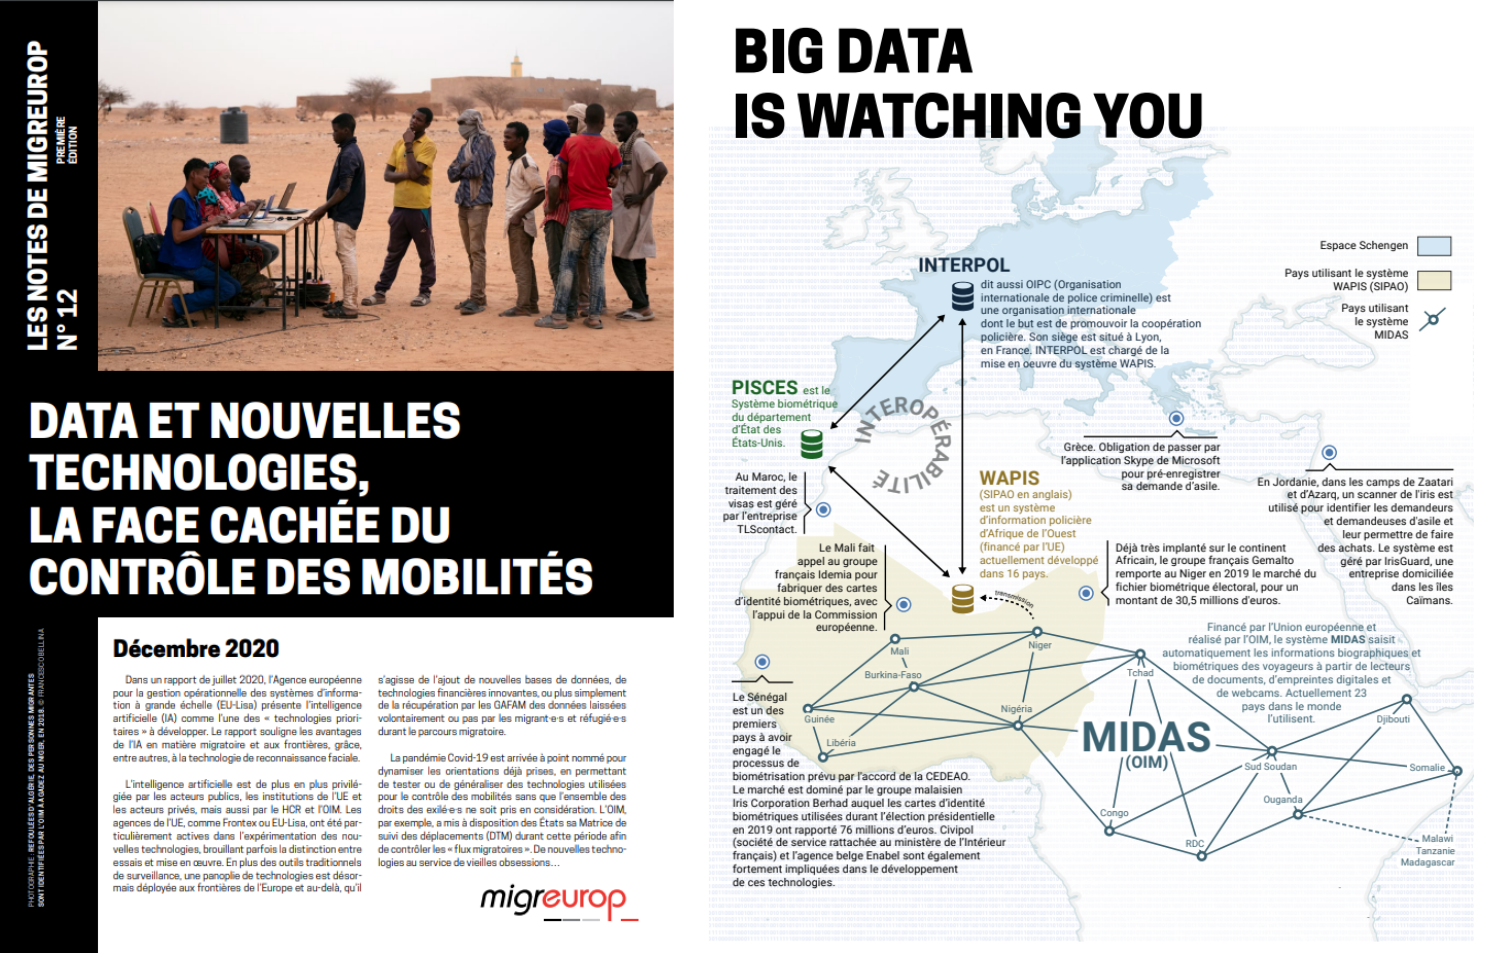 LES NOTES DE MIGREUROP
N° 12
PREMIÈRE
ÉDITION
DATA ET NOUVELLES
TECHNOLOGIES,
LA FACE CACHÉE DU
CONTRÔLE DES MOBILITÉS
PHOTOGRAPHIE : REFOULÉES D'ALGÉRIE, DES PERSONNES MIGRANTES
SONT IDENTIFIÉES PAR L'OIM À AGADEZ AU NIGER, EN 2018. © FRANCESCO BELLINA
Décembre 2020
Dans un rapport de juillet 2020, l'Agence européenne
pour la gestion opérationnelle des systèmes d'informa-
tion à grande échelle (EU-Lisa) présente l'intelligence
artificielle (IA) comme l'une des « technologies priori-
taires » à développer. Le rapport souligne les avantages
de l'IA en matière migratoire et aux frontières, grâce,
entre autres, à la technologie de reconnaissance faciale.
L'intelligence artificielle est de plus en plus privilé-
giée par les acteurs publics, les institutions de l'UE et
les acteurs privés, mais aussi par le HCR et l'OIM. Les
agences de l'UE, comme Frontex ou EU-Lisa, ont été par-
ticulièrement actives dans l'expérimentation des nou-
velles technologies, brouillant parfois la distinction entre
essais et mise en œuvre. En plus des outils traditionnels
de surveillance, une panoplie de technologies est désor-
mais déployée aux frontières de l'Europe et au-delà, qu'il
s'agisse de l'ajout de nouvelles bases de données, de
technologies financières innovantes, ou plus simplement
de la récupération par les GAFAM des données laissées
volontairement ou pas par les migrant·e·s et réfugié·e·s
durant le parcours migratoire.
La pandémie Covid-19 est arrivée à point nommé pour
dynamiser les orientations déjà prises, en permettant
de tester ou de généraliser des technologies utilisées
pour le contrôle des mobilités sans que l'ensemble des
droits des exilé·e·s ne soit pris en considération. L'OIM,
par exemple, a mis à disposition des États sa Matrice de
suivi des déplacements (DTM) durant cette période afin
de contrôler les « flux migratoires ». De nouvelles techno-
logies au service de vieilles obsessions…
migreurop
BIG DATA
IS WATCHING YOU
Espace Schengen
Pays utilisant le système
WAPIS (SIPAO)
Pays utilisant
le système
MIDAS
INTERPOL
dit aussi OIPC (Organisation
internationale de police criminelle) est
une organisation internationale
dont le but est de promouvoir la coopération
policière. Son siège est situé à Lyon,
en France. INTERPOL est chargé de la
mise en oeuvre du système WAPIS.
PISCES est le
Système biométrique
du département
d'État des
États-Unis.
INTEROPÉRABILITÉ
Au Maroc, le
traitement des
visas est géré
par l'entreprise
TLScontact.
WAPIS
(SIPAO en anglais)
est un système
d'information policière
d'Afrique de l'Ouest
(financé par l'UE)
actuellement développé
dans 16 pays.
Grèce. Obligation de passer par
l'application Skype de Microsoft
pour pré-enregistrer
sa demande d'asile.
En Jordanie, dans les camps de Zaatari
et d'Azarq, un scanner de l'iris est
utilisé pour identifier les demandeurs
et demandeuses d'asile et
leur permettre de faire
des achats. Le système est
géré par IrisGuard, une
entreprise domiciliée
dans les îles
Caïmans.
Le Mali fait
appel au groupe
français Idemia pour
fabriquer des cartes
d'identité biométriques, avec
l'appui de la Commission
européenne.
Déjà très implanté sur le continent
Africain, le groupe français Gemalto
remporte au Niger en 2019 le marché du
fichier biométrique électoral, pour un
montant de 30,5 millions d'euros.
transmission
Financé par l'Union européenne et
réalisé par l'OIM, le système MIDAS saisit
automatiquement les informations biographiques et
biométriques des voyageurs à partir de lecteurs
de documents, d'empreintes digitales et
de webcams. Actuellement 23
pays dans le monde
l'utilisent.
Le Sénégal
est un des
premiers
pays à avoir
engagé le
processus de
biométrisation prévu par l'accord de la CEDEAO.
Le marché est dominé par le groupe malaisien
Iris Corporation Berhad auquel les cartes d'identité
biométriques utilisées durant l'élection présidentielle
en 2019 ont rapporté 76 millions d'euros. Civipol
(société de service rattachée au ministère de l'Intérieur
français) et l'agence belge Enabel sont également
fortement impliquées dans le développement
de ces technologies.
Mali
Niger
Burkina-Faso
Tchad
Guinée
Nigéria
Libéria
Djibouti
MIDAS
(OIM)
Sud Soudan
Somalie
Ouganda
Congo
RDC
Malawi
Tanzanie
Madagascar